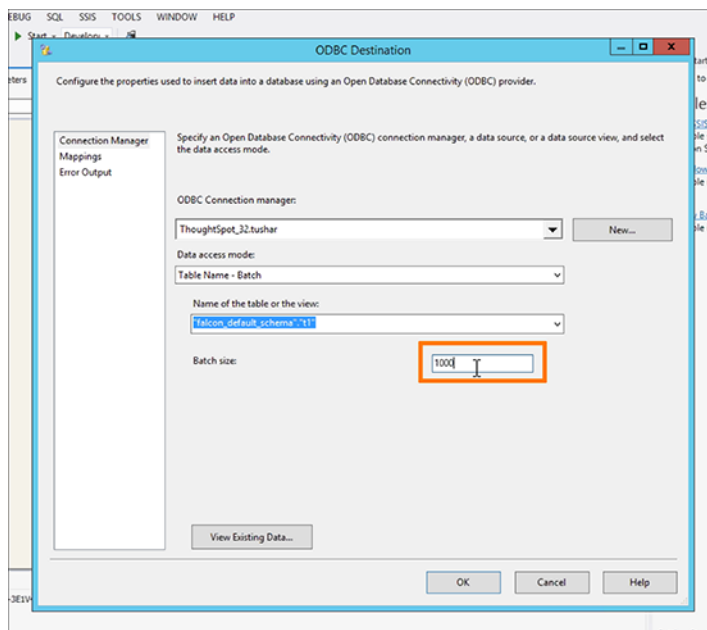 EBUG SQL SSIS TOOLS WINDOW HELP
Start Develop
ODBC Destination
Configure the properties used to insert data into a database using an Open Database Connectivity (ODBC) provider.
Connection Manager
Mappings
Error Output
Specify an Open Database Connectivity (ODBC) connection manager, a data source, or a data source view, and select
the data access mode.
ODBC Connection manager:
ThoughtSpot_32.tushar
New...
Data access mode:
Table Name - Batch
Name of the table or the view:
"falcon_default_schema"."t1"
Batch size:
1000
View Existing Data...
OK Cancel Help
eters
-3E1V